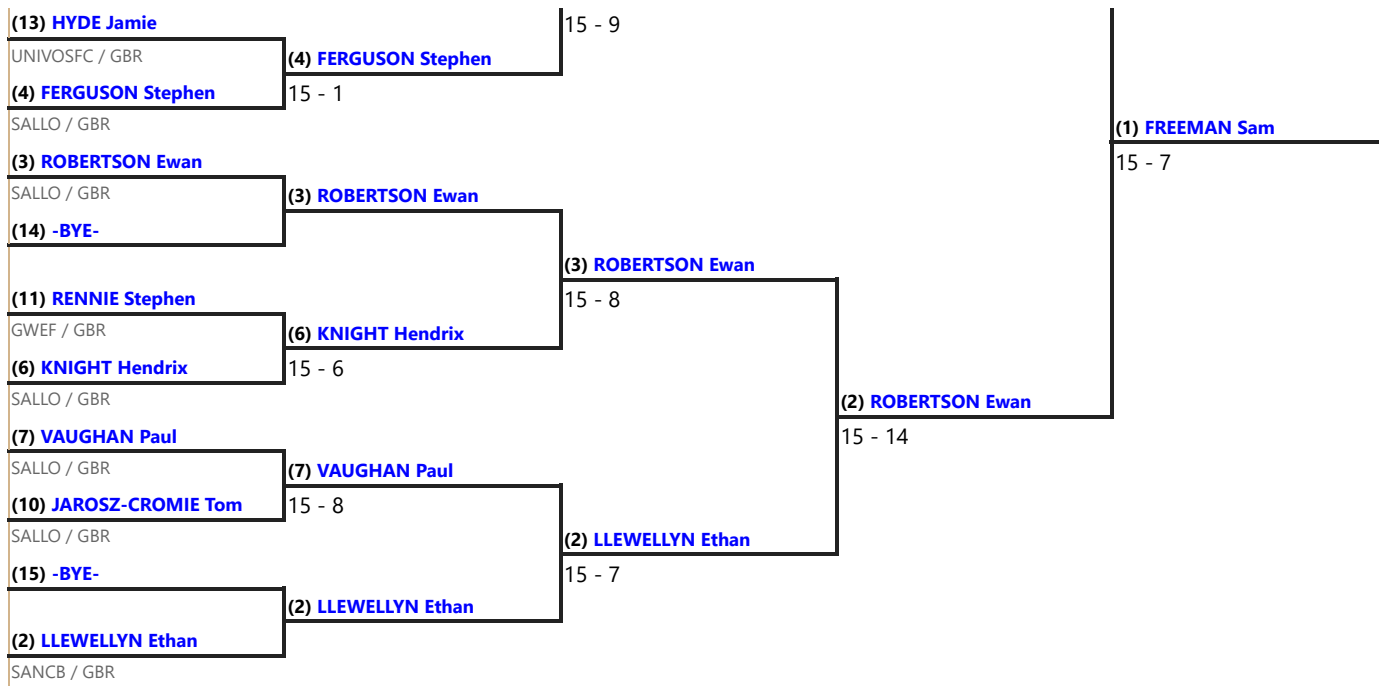 (13) HYDE Jamie
UNIVOSFC / GBR
(4) FERGUSON Stephen
SALLO / GBR
(3) ROBERTSON Ewan
SALLO / GBR
(14) -BYE-
(11) RENNIE Stephen
GWEF / GBR
(6) KNIGHT Hendrix
SALLO / GBR
(7) VAUGHAN Paul
SALLO / GBR
(10) JAROSZ-CROMIE Tom
SALLO / GBR
(15) -BYE-
(2) LLEWELLYN Ethan
SANCB / GBR
(4) FERGUSON Stephen
15 - 1
(3) ROBERTSON Ewan
(6) KNIGHT Hendrix
15 - 6
(7) VAUGHAN Paul
15 - 8
(2) LLEWELLYN Ethan
15 - 9
(3) ROBERTSON Ewan
15 - 8
(2) LLEWELLYN Ethan
15 - 7
(2) ROBERTSON Ewan
15 - 14
(1) FREEMAN Sam
15 - 7